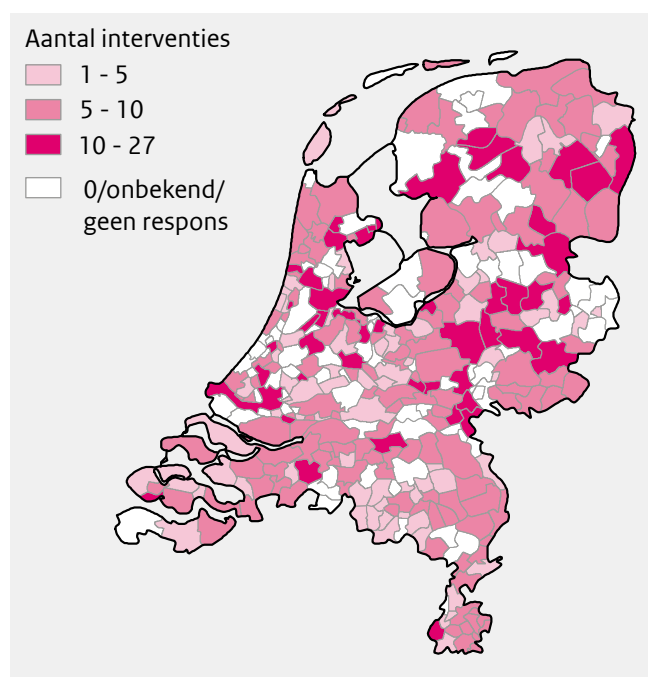 Aantal interventies
1 - 5
5 - 10
10 - 27
0/onbekend/
geen respons